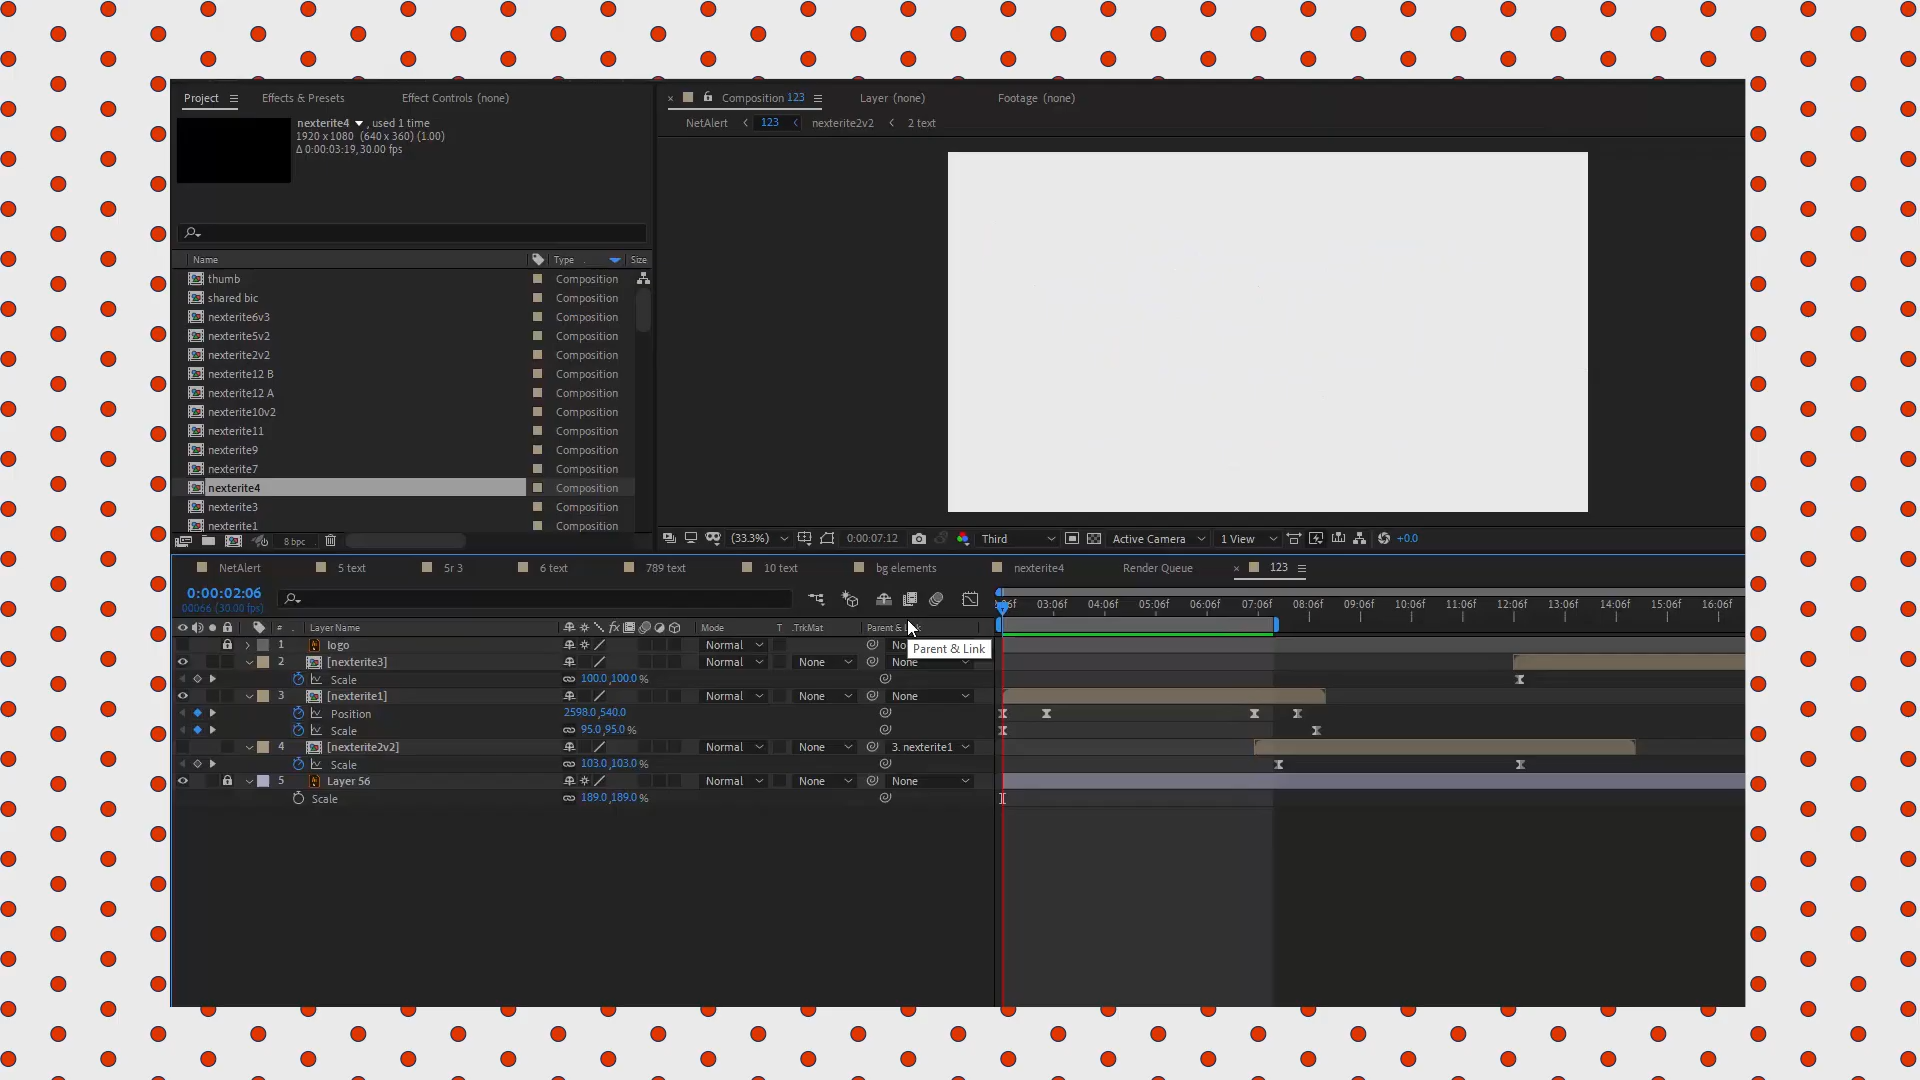 Project Effects & Presets Effect Controls (none)
nexterite4 , used 1 time
1920 x 1080 (640 x 360) (1.00)
Δ 0:00:03:19, 30.00 fps
Name Type Size
thumb Composition
shared bic Composition
nexterite6v3 Composition
nexterite5v2 Composition
nexterite2v2 Composition
nexterite12 B Composition
nexterite12 A Composition
nexterite10v2 Composition
nexterite11 Composition
nexterite9 Composition
nexterite7 Composition
nexterite4 Composition
nexterite3 Composition
nexterite1 Composition
8 bpc
× Composition 123 Layer (none) Footage (none)
NetAlert 123 nexterite2v2 2 text
(33.3%) 0:00:07:12 Third Active Camera 1 View +0.0
NetAlert 5 text 5r 3 6 text 789 text 10 text bg elements nexterite4 Render Queue × 123
0:00:02:06
00066 (30.00 fps)
03:06f 04:06f 05:06f 06:06f 07:06f 08:06f 09:06f 10:06f 11:06f 12:06f 13:06f 14:06f 15:06f 16:06f
# Layer Name fx Mode T .TrkMat Parent & Link
1 logo Normal No
Parent & Link
2 [nexterite3] Normal None None
Scale 100.0,100.0%
3 [nexterite1] Normal None None
Position 2598.0,540.0
Scale 95.0,95.0%
4 [nexterite2v2] Normal None 3. nexterite1
Scale 103.0,103.0%
5 Layer 56 Normal None None
Scale 189.0,189.0%